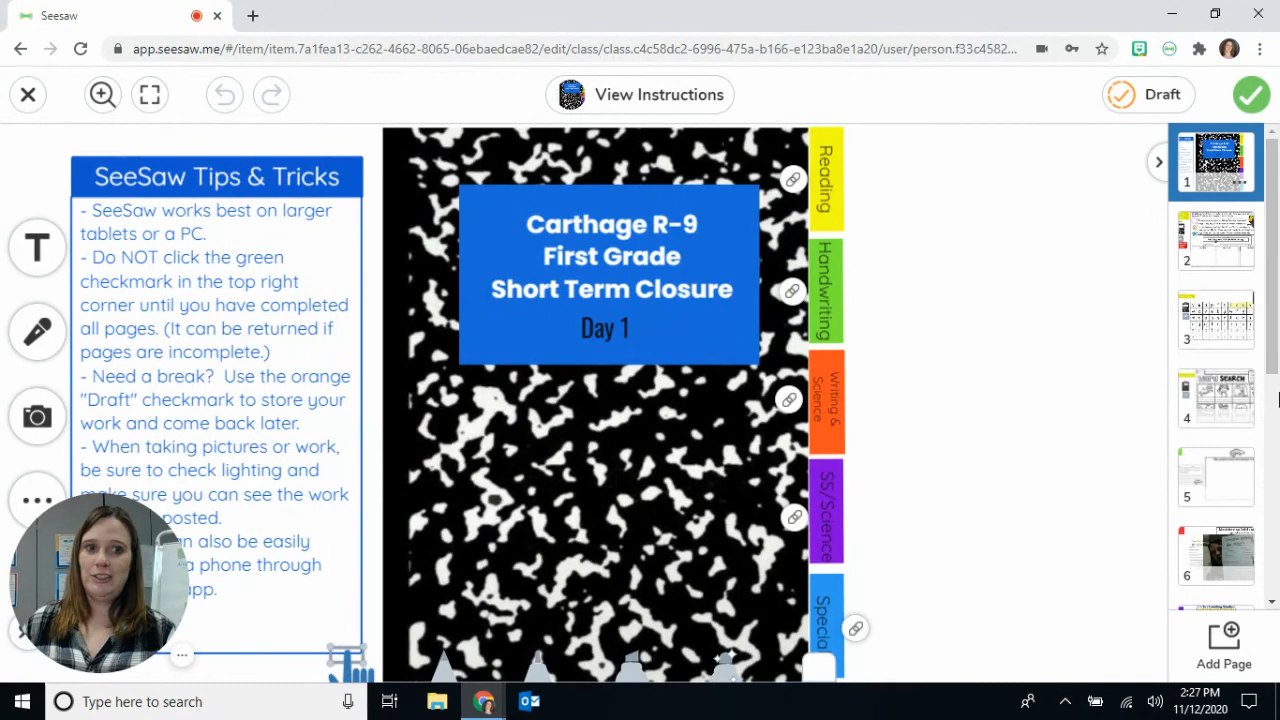 Seesaw
app.seesaw.me/#/item/item.7a1fea13-c262-4662-8065-06ebaedcae82/edit/class/class.c4c58dc2-6996-475a-b166-e123ba8e1a20/user/person.f33c4582...
View Instructions
Draft
SeeSaw Tips & Tricks
- SeeSaw works best on larger
tablets or a PC.
- Do NOT click the green
checkmark in the top right
corner until you have completed
all pages. (It can be returned if
pages are incomplete.)
- Need a break? Use the orange
"Draft" checkmark to store your
work and come back later.
- When taking pictures or work,
be sure to check lighting and
make sure you can see the work
posted.
also be easily
a phone through
app.
T
Carthage R-9
First Grade
Short Term Closure
Day 1
Reading
Handwriting
Writing &
Science
SS/Science
Special
1
2
3
SEARCH
4
5
6
Add Page
Type here to search
2:27 PM
11/12/2020